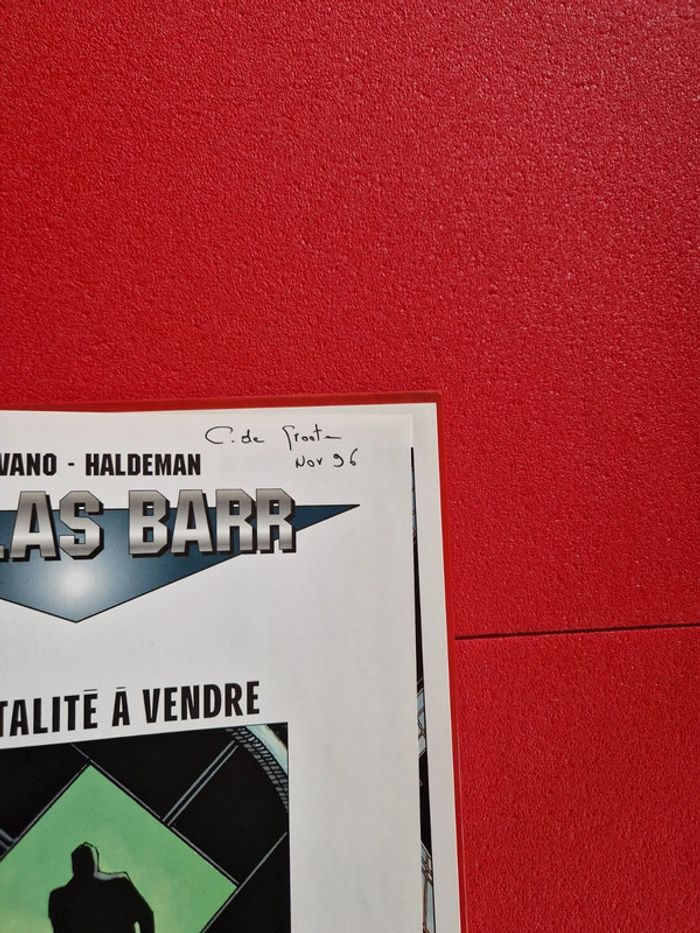 C. de Groote
Nov 96
VANO - HALDEMAN
LAS BARR
TALITÉ À VENDRE